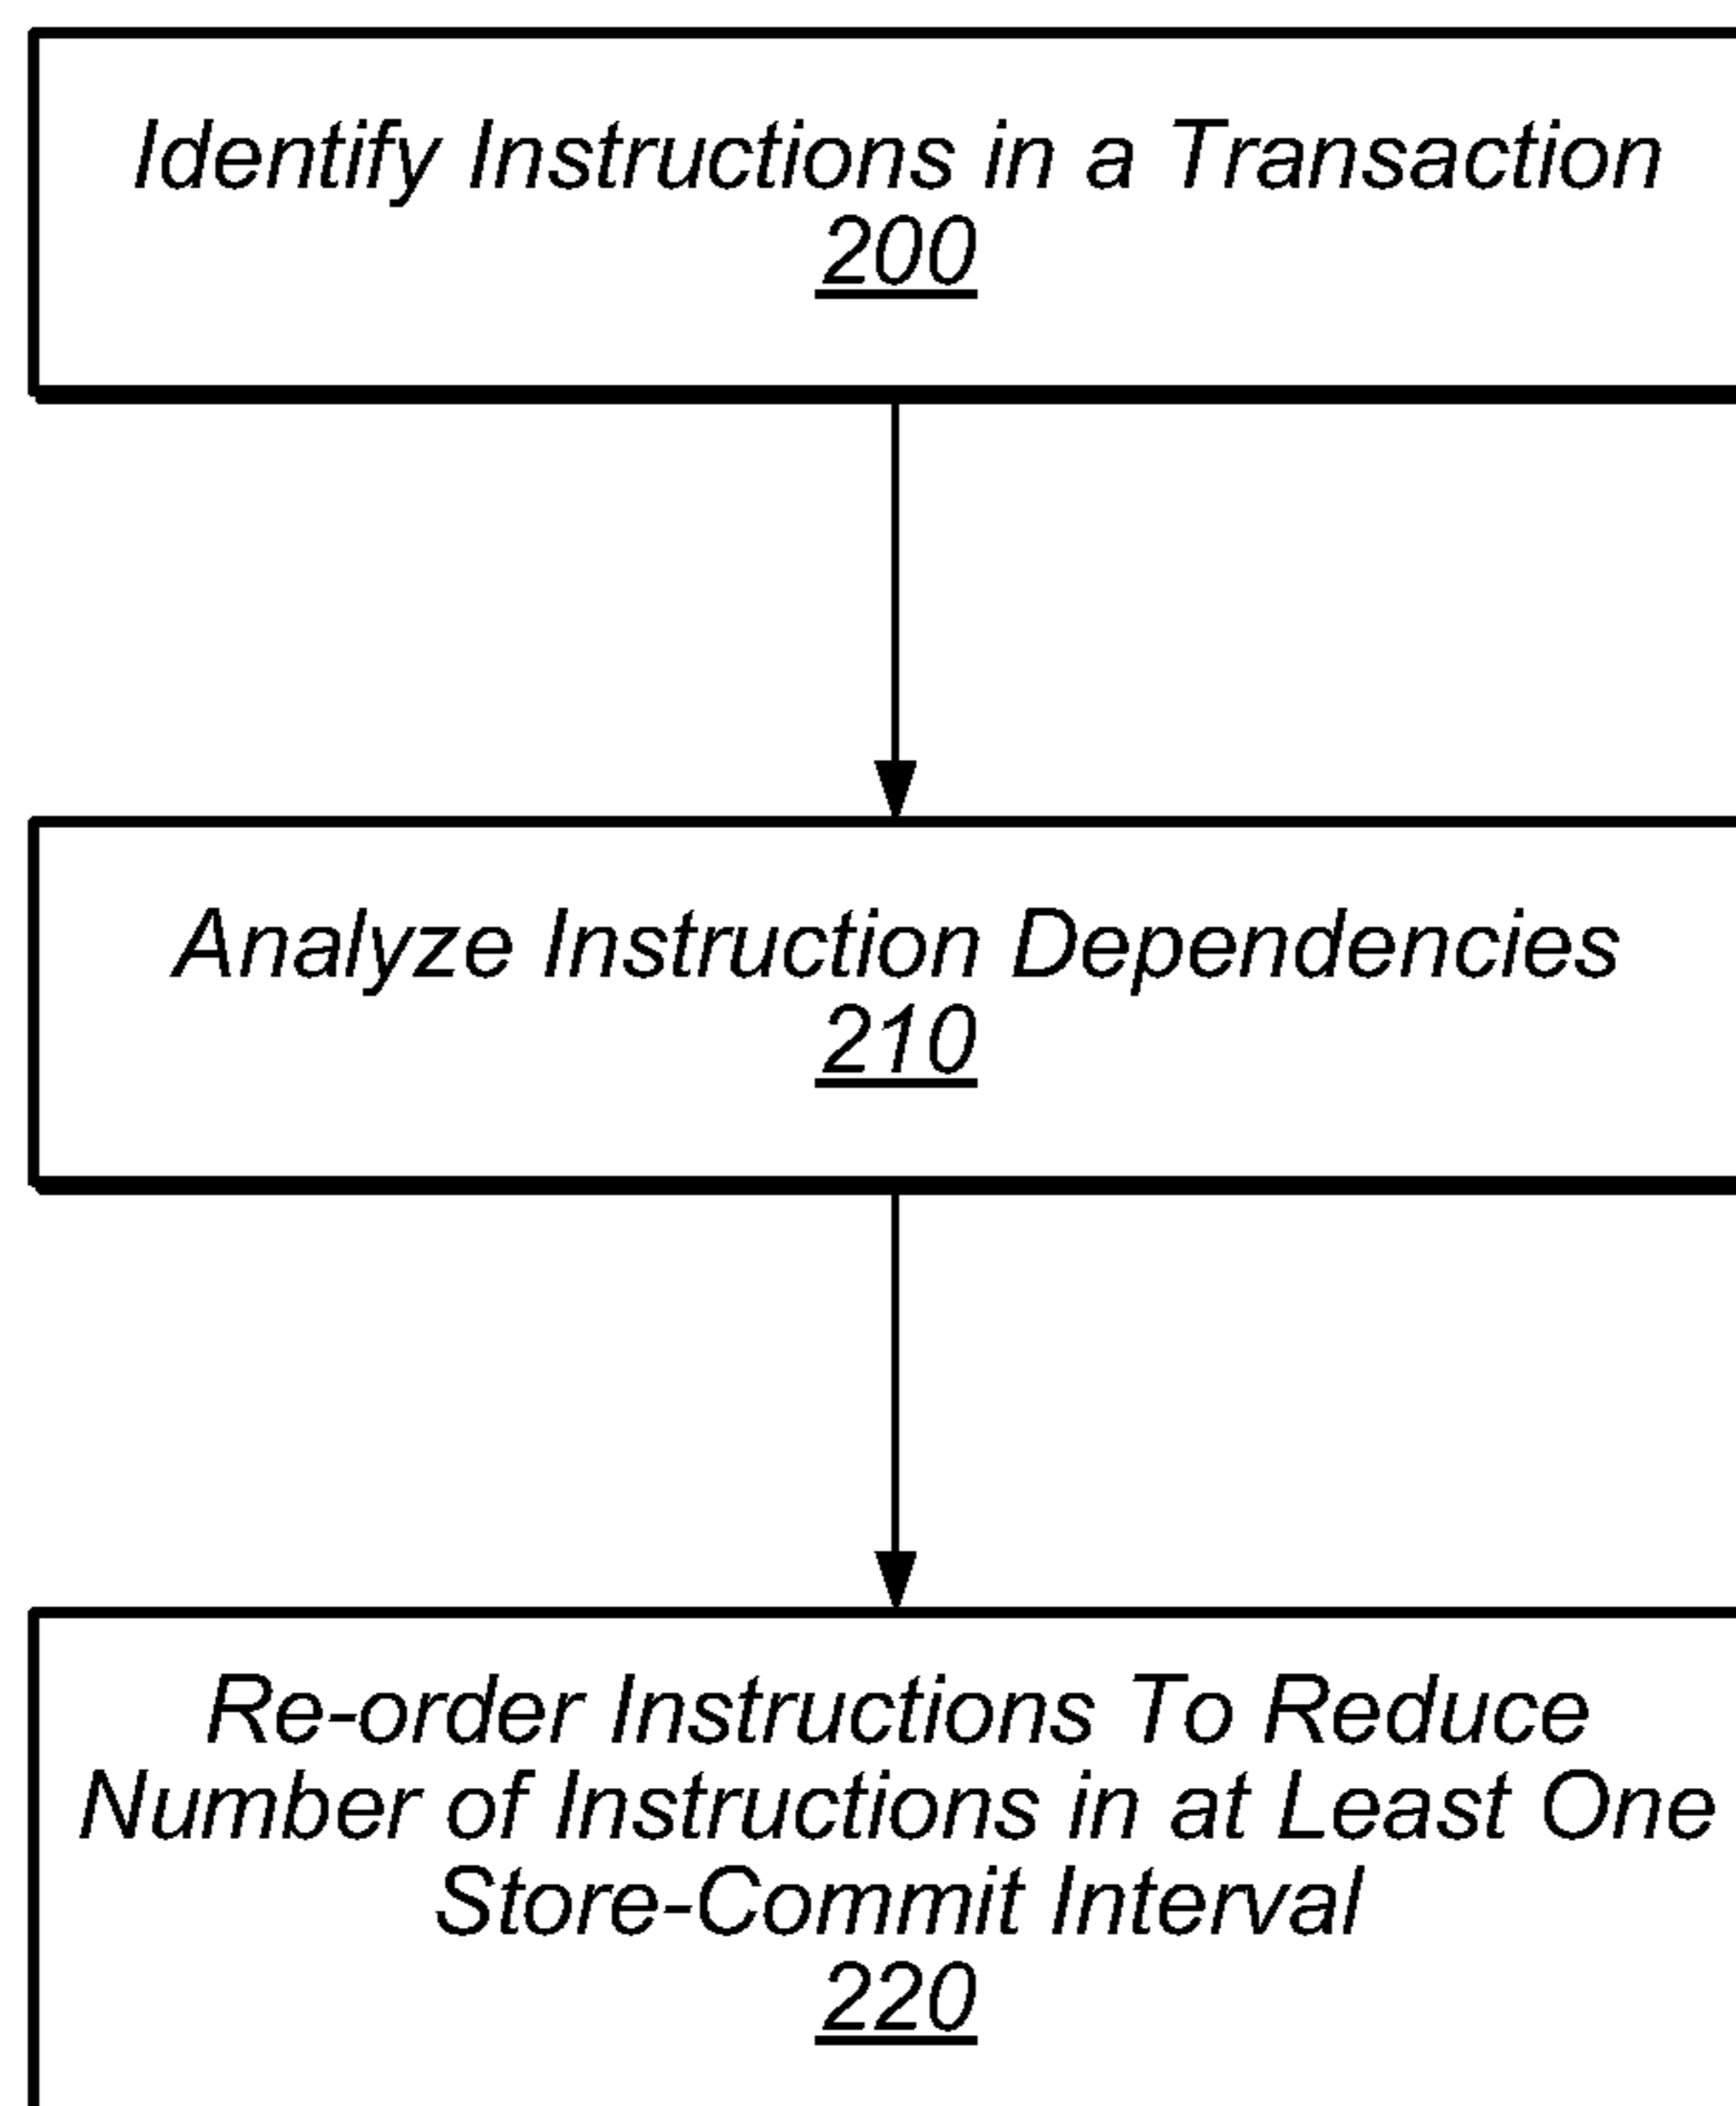 Identify Instructions in a Transaction
200
Analyze Instruction Dependencies
210
Re-order Instructions To Reduce
Number of Instructions in at Least One
Store-Commit Interval
220